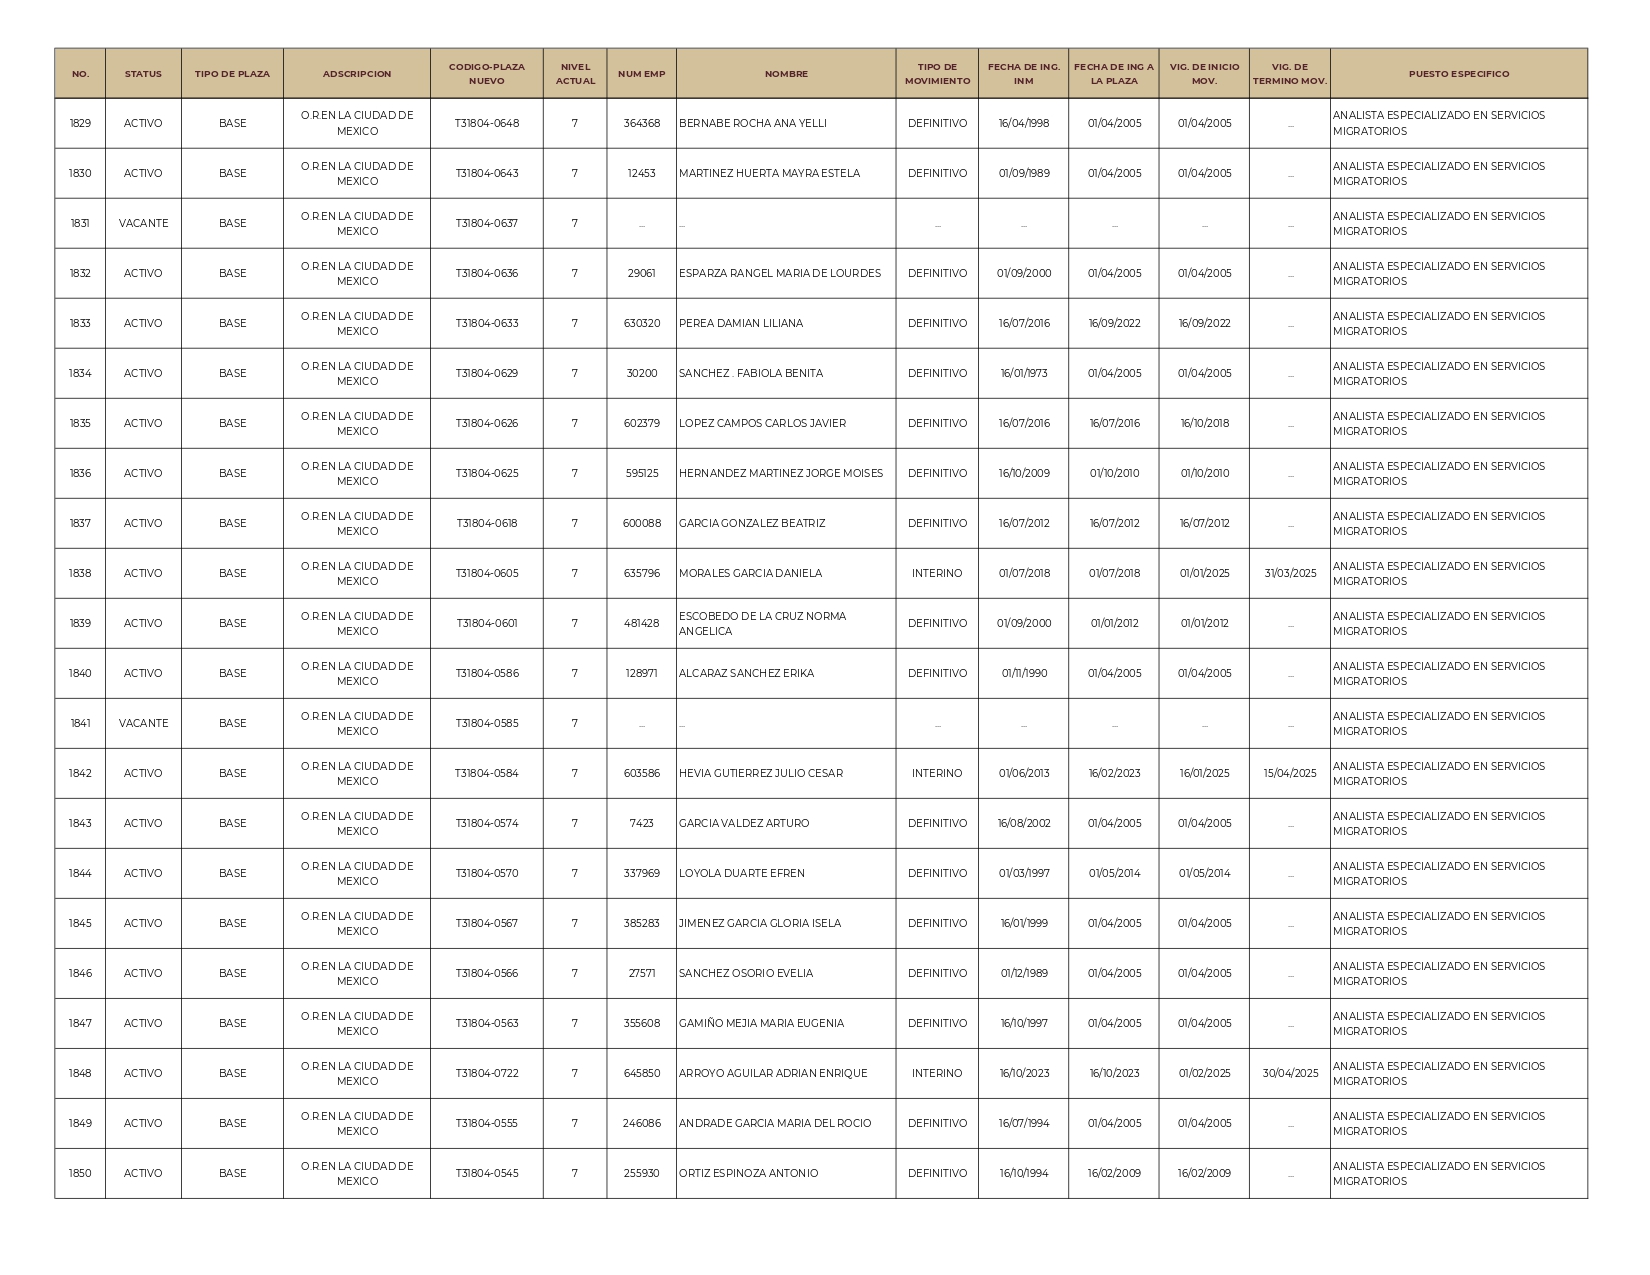 NO. STATUS TIPO DE PLAZA ADSCRIPCION CODIGO-PLAZA NUEVO NIVEL ACTUAL NUM EMP NOMBRE TIPO DE MOVIMIENTO FECHA DE ING. INM FECHA DE ING A LA PLAZA VIG. DE INICIO MOV. VIG. DE TERMINO MOV. PUESTO ESPECIFICO
1829 ACTIVO BASE O.R.EN LA CIUDAD DE MEXICO T31804-0648 7 364368 BERNABE ROCHA ANA YELLI DEFINITIVO 16/04/1998 01/04/2005 01/04/2005 ... ANALISTA ESPECIALIZADO EN SERVICIOS MIGRATORIOS
1830 ACTIVO BASE O.R.EN LA CIUDAD DE MEXICO T31804-0643 7 12453 MARTINEZ HUERTA MAYRA ESTELA DEFINITIVO 01/09/1989 01/04/2005 01/04/2005 ... ANALISTA ESPECIALIZADO EN SERVICIOS MIGRATORIOS
1831 VACANTE BASE O.R.EN LA CIUDAD DE MEXICO T31804-0637 7 ... ... ... ... ... ... ... ANALISTA ESPECIALIZADO EN SERVICIOS MIGRATORIOS
1832 ACTIVO BASE O.R.EN LA CIUDAD DE MEXICO T31804-0636 7 29061 ESPARZA RANGEL MARIA DE LOURDES DEFINITIVO 01/09/2000 01/04/2005 01/04/2005 ... ANALISTA ESPECIALIZADO EN SERVICIOS MIGRATORIOS
1833 ACTIVO BASE O.R.EN LA CIUDAD DE MEXICO T31804-0633 7 630320 PEREA DAMIAN LILIANA DEFINITIVO 16/07/2016 16/09/2022 16/09/2022 ... ANALISTA ESPECIALIZADO EN SERVICIOS MIGRATORIOS
1834 ACTIVO BASE O.R.EN LA CIUDAD DE MEXICO T31804-0629 7 30200 SANCHEZ . FABIOLA BENITA DEFINITIVO 16/01/1973 01/04/2005 01/04/2005 ... ANALISTA ESPECIALIZADO EN SERVICIOS MIGRATORIOS
1835 ACTIVO BASE O.R.EN LA CIUDAD DE MEXICO T31804-0626 7 602379 LOPEZ CAMPOS CARLOS JAVIER DEFINITIVO 16/07/2016 16/07/2016 16/10/2018 ... ANALISTA ESPECIALIZADO EN SERVICIOS MIGRATORIOS
1836 ACTIVO BASE O.R.EN LA CIUDAD DE MEXICO T31804-0625 7 595125 HERNANDEZ MARTINEZ JORGE MOISES DEFINITIVO 16/10/2009 01/10/2010 01/10/2010 ... ANALISTA ESPECIALIZADO EN SERVICIOS MIGRATORIOS
1837 ACTIVO BASE O.R.EN LA CIUDAD DE MEXICO T31804-0618 7 600088 GARCIA GONZALEZ BEATRIZ DEFINITIVO 16/07/2012 16/07/2012 16/07/2012 ... ANALISTA ESPECIALIZADO EN SERVICIOS MIGRATORIOS
1838 ACTIVO BASE O.R.EN LA CIUDAD DE MEXICO T31804-0605 7 635796 MORALES GARCIA DANIELA INTERINO 01/07/2018 01/07/2018 01/01/2025 31/03/2025 ANALISTA ESPECIALIZADO EN SERVICIOS MIGRATORIOS
1839 ACTIVO BASE O.R.EN LA CIUDAD DE MEXICO T31804-0601 7 481428 ESCOBEDO DE LA CRUZ NORMA ANGELICA DEFINITIVO 01/09/2000 01/01/2012 01/01/2012 ... ANALISTA ESPECIALIZADO EN SERVICIOS MIGRATORIOS
1840 ACTIVO BASE O.R.EN LA CIUDAD DE MEXICO T31804-0586 7 128971 ALCARAZ SANCHEZ ERIKA DEFINITIVO 01/11/1990 01/04/2005 01/04/2005 ... ANALISTA ESPECIALIZADO EN SERVICIOS MIGRATORIOS
1841 VACANTE BASE O.R.EN LA CIUDAD DE MEXICO T31804-0585 7 ... ... ... ... ... ... ... ANALISTA ESPECIALIZADO EN SERVICIOS MIGRATORIOS
1842 ACTIVO BASE O.R.EN LA CIUDAD DE MEXICO T31804-0584 7 603586 HEVIA GUTIERREZ JULIO CESAR INTERINO 01/06/2013 16/02/2023 16/01/2025 15/04/2025 ANALISTA ESPECIALIZADO EN SERVICIOS MIGRATORIOS
1843 ACTIVO BASE O.R.EN LA CIUDAD DE MEXICO T31804-0574 7 7423 GARCIA VALDEZ ARTURO DEFINITIVO 16/08/2002 01/04/2005 01/04/2005 ... ANALISTA ESPECIALIZADO EN SERVICIOS MIGRATORIOS
1844 ACTIVO BASE O.R.EN LA CIUDAD DE MEXICO T31804-0570 7 337969 LOYOLA DUARTE EFREN DEFINITIVO 01/03/1997 01/05/2014 01/05/2014 ... ANALISTA ESPECIALIZADO EN SERVICIOS MIGRATORIOS
1845 ACTIVO BASE O.R.EN LA CIUDAD DE MEXICO T31804-0567 7 385283 JIMENEZ GARCIA GLORIA ISELA DEFINITIVO 16/01/1999 01/04/2005 01/04/2005 ... ANALISTA ESPECIALIZADO EN SERVICIOS MIGRATORIOS
1846 ACTIVO BASE O.R.EN LA CIUDAD DE MEXICO T31804-0566 7 27571 SANCHEZ OSORIO EVELIA DEFINITIVO 01/12/1989 01/04/2005 01/04/2005 ... ANALISTA ESPECIALIZADO EN SERVICIOS MIGRATORIOS
1847 ACTIVO BASE O.R.EN LA CIUDAD DE MEXICO T31804-0563 7 355608 GAMIÑO MEJIA MARIA EUGENIA DEFINITIVO 16/10/1997 01/04/2005 01/04/2005 ... ANALISTA ESPECIALIZADO EN SERVICIOS MIGRATORIOS
1848 ACTIVO BASE O.R.EN LA CIUDAD DE MEXICO T31804-0722 7 645850 ARROYO AGUILAR ADRIAN ENRIQUE INTERINO 16/10/2023 16/10/2023 01/02/2025 30/04/2025 ANALISTA ESPECIALIZADO EN SERVICIOS MIGRATORIOS
1849 ACTIVO BASE O.R.EN LA CIUDAD DE MEXICO T31804-0555 7 246086 ANDRADE GARCIA MARIA DEL ROCIO DEFINITIVO 16/07/1994 01/04/2005 01/04/2005 ... ANALISTA ESPECIALIZADO EN SERVICIOS MIGRATORIOS
1850 ACTIVO BASE O.R.EN LA CIUDAD DE MEXICO T31804-0545 7 255930 ORTIZ ESPINOZA ANTONIO DEFINITIVO 16/10/1994 16/02/2009 16/02/2009 ... ANALISTA ESPECIALIZADO EN SERVICIOS MIGRATORIOS